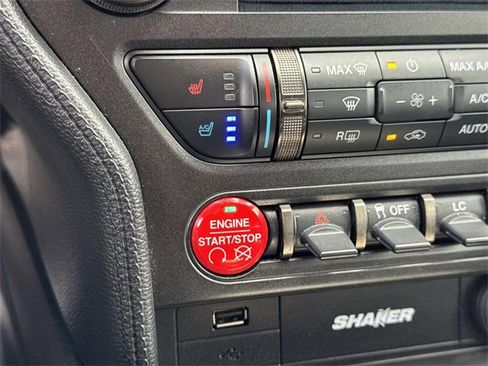 MAX
MAX A/
A/C
A/C
R
AUTO
ENGINE
START/STOP
OFF
LC
SHAKER